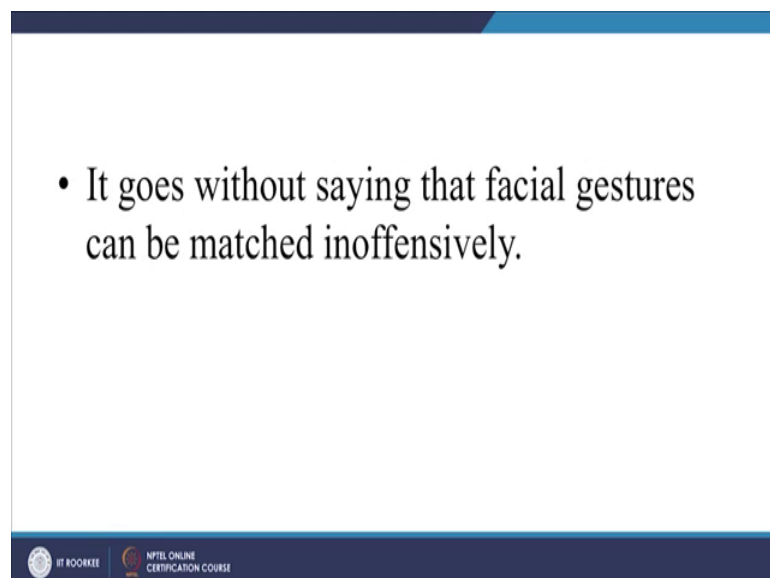 • It goes without saying that facial gestures
can be matched inoffensively.
IIT ROORKEE
NPTEL ONLINE
CERTIFICATION COURSE